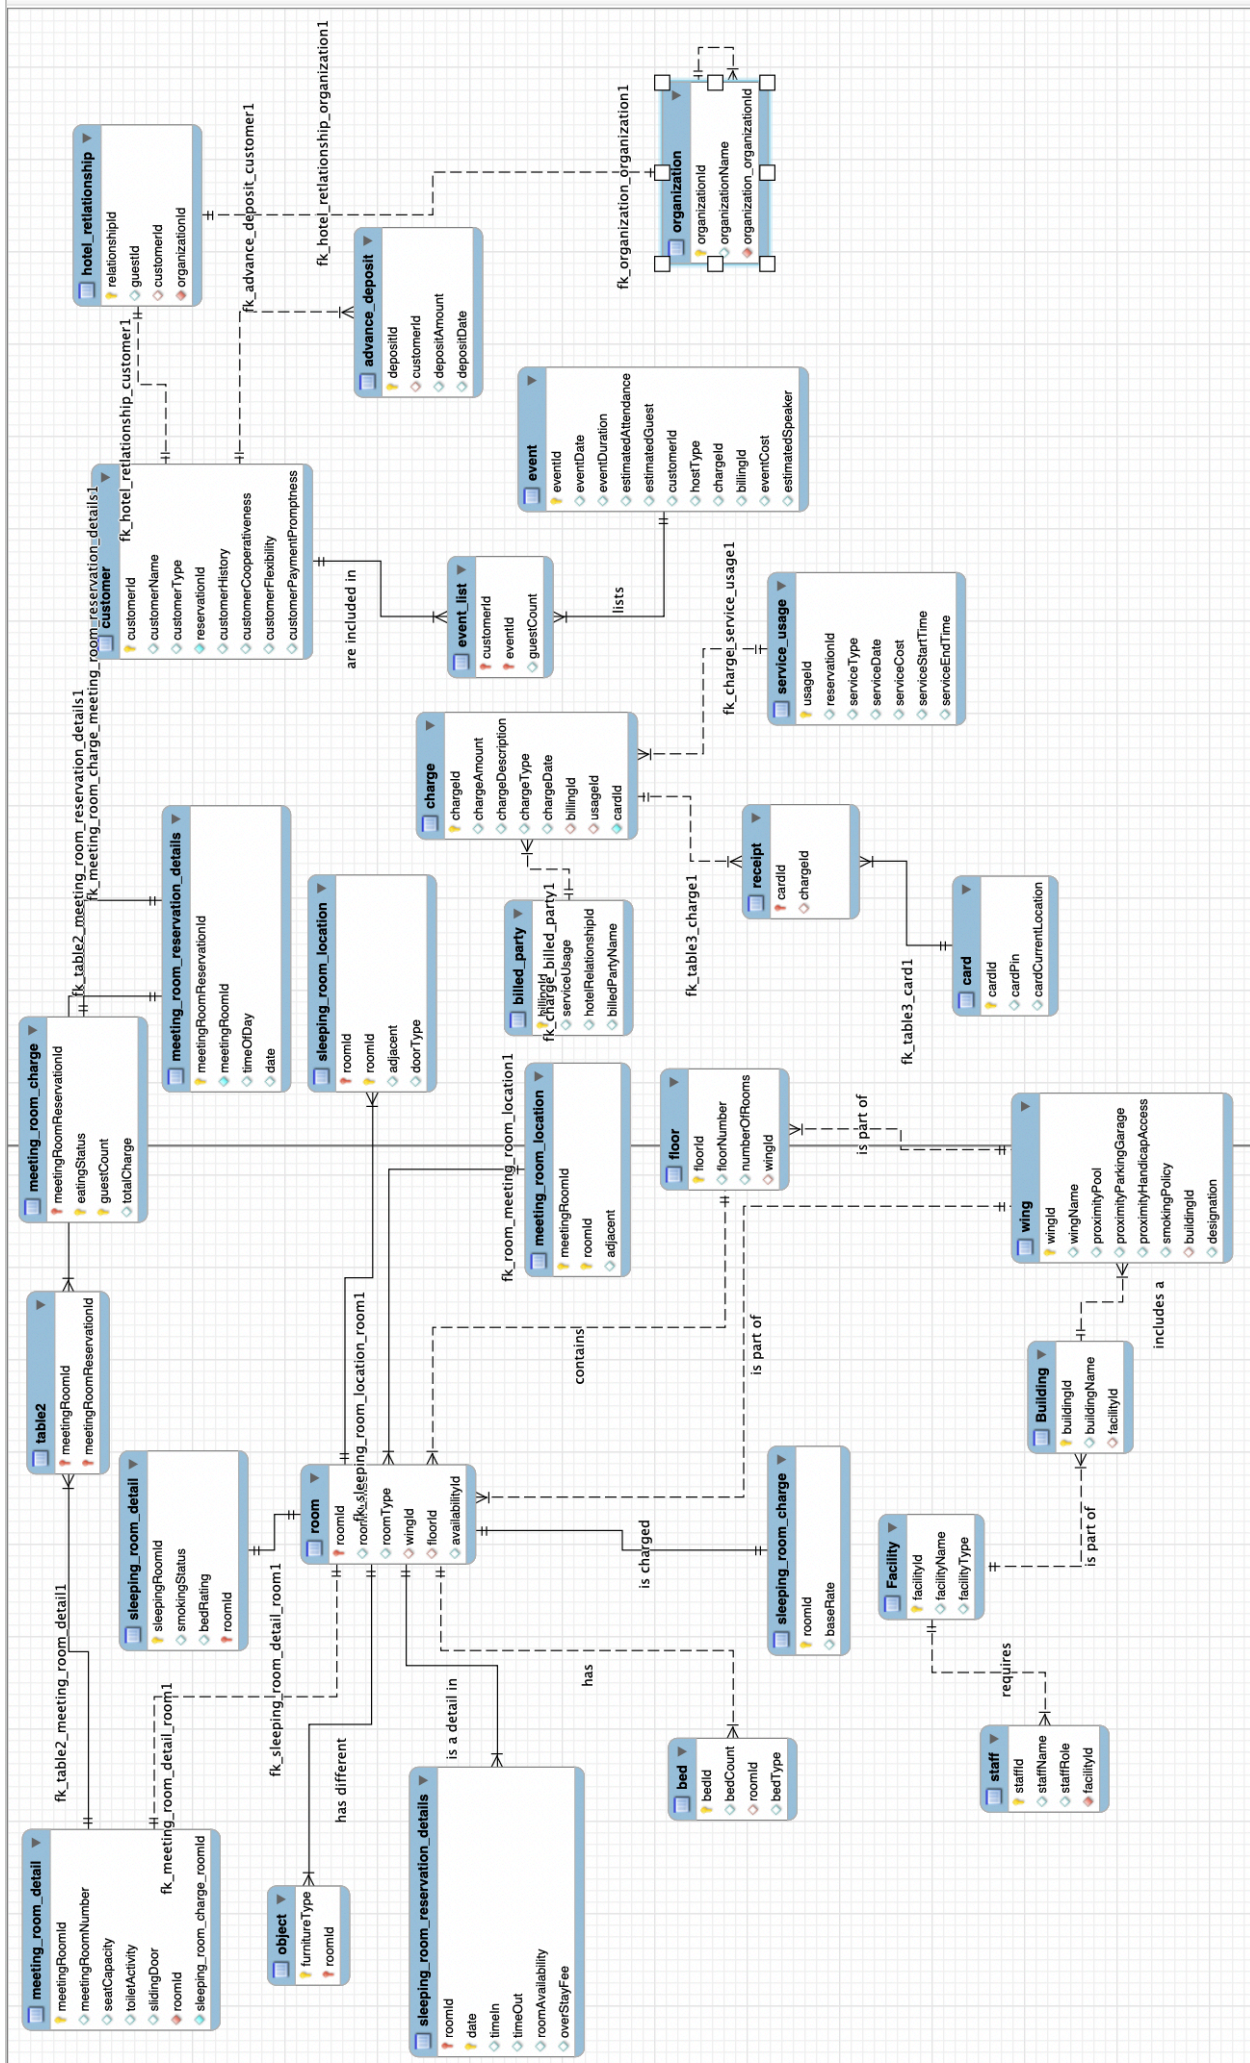 meeting_room_detail
meetingRoomId
meetingRoomNumber
seatCapacity
toiletActivity
slidingDoor
roomId
sleeping_room_charge_roomId
fk_table2_meeting_room_detail1
fk_meeting_room_detail_room1
table2
meetingRoomId
meetingRoomReservationId
meeting_room_charge
meetingRoomReservationId
eatingStatus
guestCount
totalCharge
fk_table2_meeting_room_reservation_details1
fk_meeting_room_charge_meeting_room_reservation_details1
meeting_room_reservation_details
meetingRoomReservationId
meetingRoomId
timeOfDay
date
customer
customerId
customerName
customerType
reservationId
customerHistory
customerCooperativeness
customerFlexibility
customerPaymentPromptness
fk_hotel_retlationship_customer1
hotel_retlationship
relationshipId
guestId
customerId
organizationId
fk_advance_deposit_customer1
fk_hotel_retlationship_organization1
advance_deposit
depositId
customerId
depositAmount
depositDate
fk_organization_organization1
organization
organizationId
organizationName
organization_organizationId
sleeping_room_detail
sleepingRoomId
smokingStatus
bedRating
roomId
fk_sleeping_room_detail_room1
sleeping_room_location
roomId
roomId
adjacent
doorType
fk_sleeping_room_location_room1
object
furnitureType
roomId
has different
room
roomId
roomType
wingId
floorId
availabilityId
are included in
event_list
customerId
eventId
guestCount
lists
event
eventId
eventDate
eventDuration
estimatedAttendance
estimatedGuest
customerId
hostType
chargeId
billingId
eventCost
estimatedSpeaker
charge
chargeId
chargeAmount
chargeDescription
chargeType
chargeDate
billingId
usageId
cardId
sleeping_room_reservation_details
roomId
date
timeIn
timeOut
roomAvailability
overStayFee
is a detail in
billed_party
billingId
serviceUsage
hotelRelationshipId
billedPartyName
fk_charge_billed_party1
fk_room_meeting_room_location1
meeting_room_location
meetingRoomId
roomId
adjacent
contains
has
is charged
bed
bedId
bedCount
roomId
bedType
floor
floorId
floorNumber
numberOfRooms
wingId
fk_table3_charge1
fk_charge_service_usage1
service_usage
usageId
reservationId
serviceType
serviceDate
serviceCost
serviceStartTime
serviceEndTime
receipt
cardId
chargeId
is part of
sleeping_room_charge
roomId
baseRate
is part of
fk_table3_card1
card
cardId
cardPin
cardCurrentLocation
Facility
facilityId
facilityName
facilityType
requires
staff
staffId
staffName
staffRole
facilityId
is part of
Building
buildingId
buildingName
facilityId
includes a
wing
wingId
wingName
proximityPool
proximityParkingGarage
proximityHandicapAccess
smokingPolicy
buildingId
designation